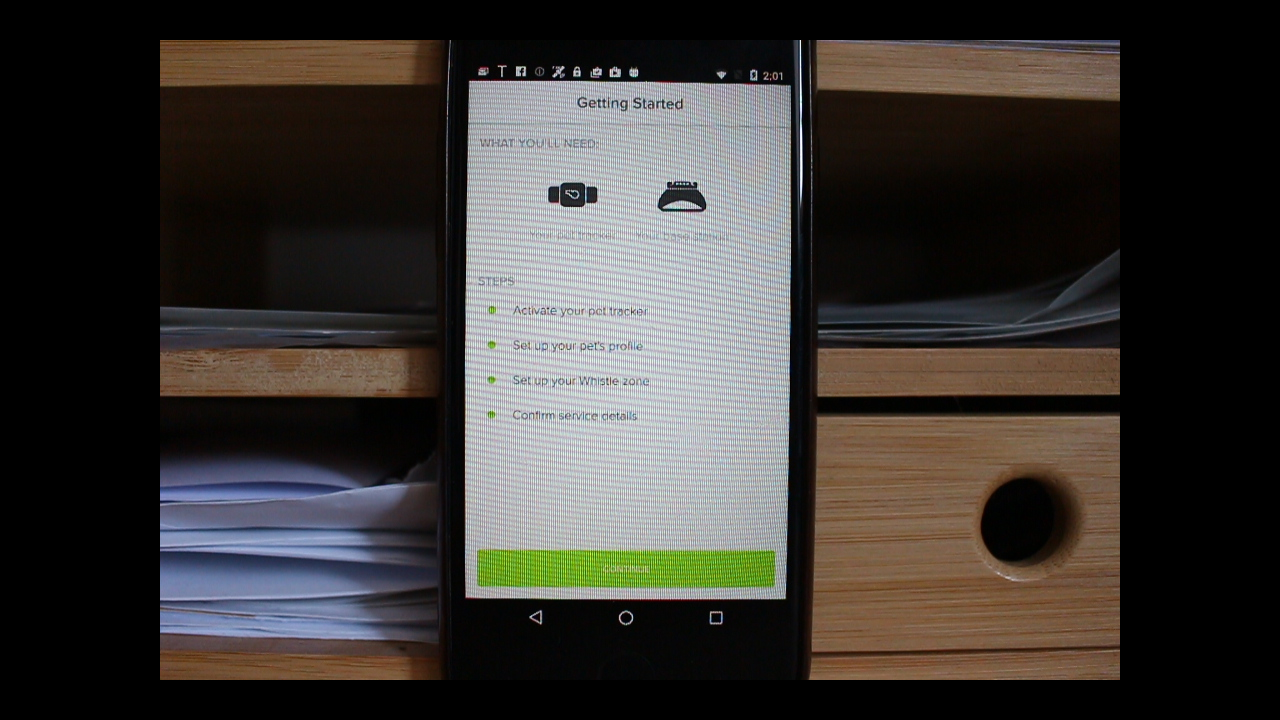 2:01
Getting Started
WHAT YOU'LL NEED:
Your pet tracker Your base station
STEPS
Activate your pet tracker
Set up your pet's profile
Set up your Whistle zone
Confirm service details
CONTINUE